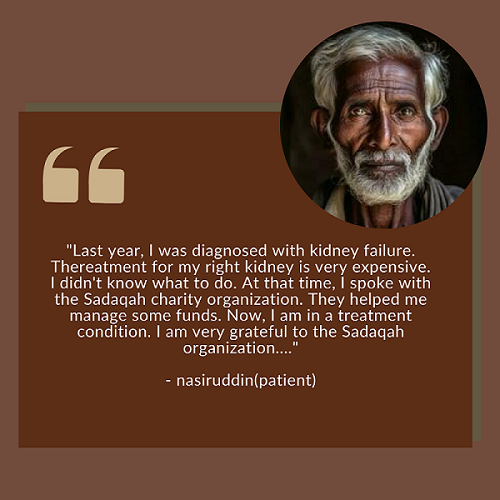 "Last year, I was diagnosed with kidney failure.
Thereatment for my right kidney is very expensive.
I didn't know what to do. At that time, I spoke with
the Sadaqah charity organization. They helped me
manage some funds. Now, I am in a treatment
condition. I am very grateful to the Sadaqah
organization...."
- nasiruddin(patient)